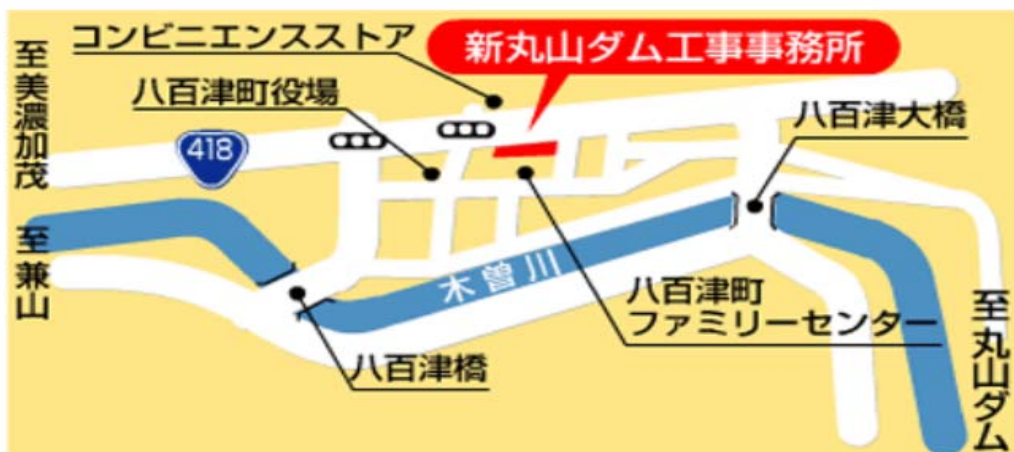 コンビニエンスストア
新丸山ダム工事事務所
至美濃加茂
八百津町役場
八百津大橋
418
至兼山
木曽川
八百津町
ファミリーセンター
八百津橋
至丸山ダム